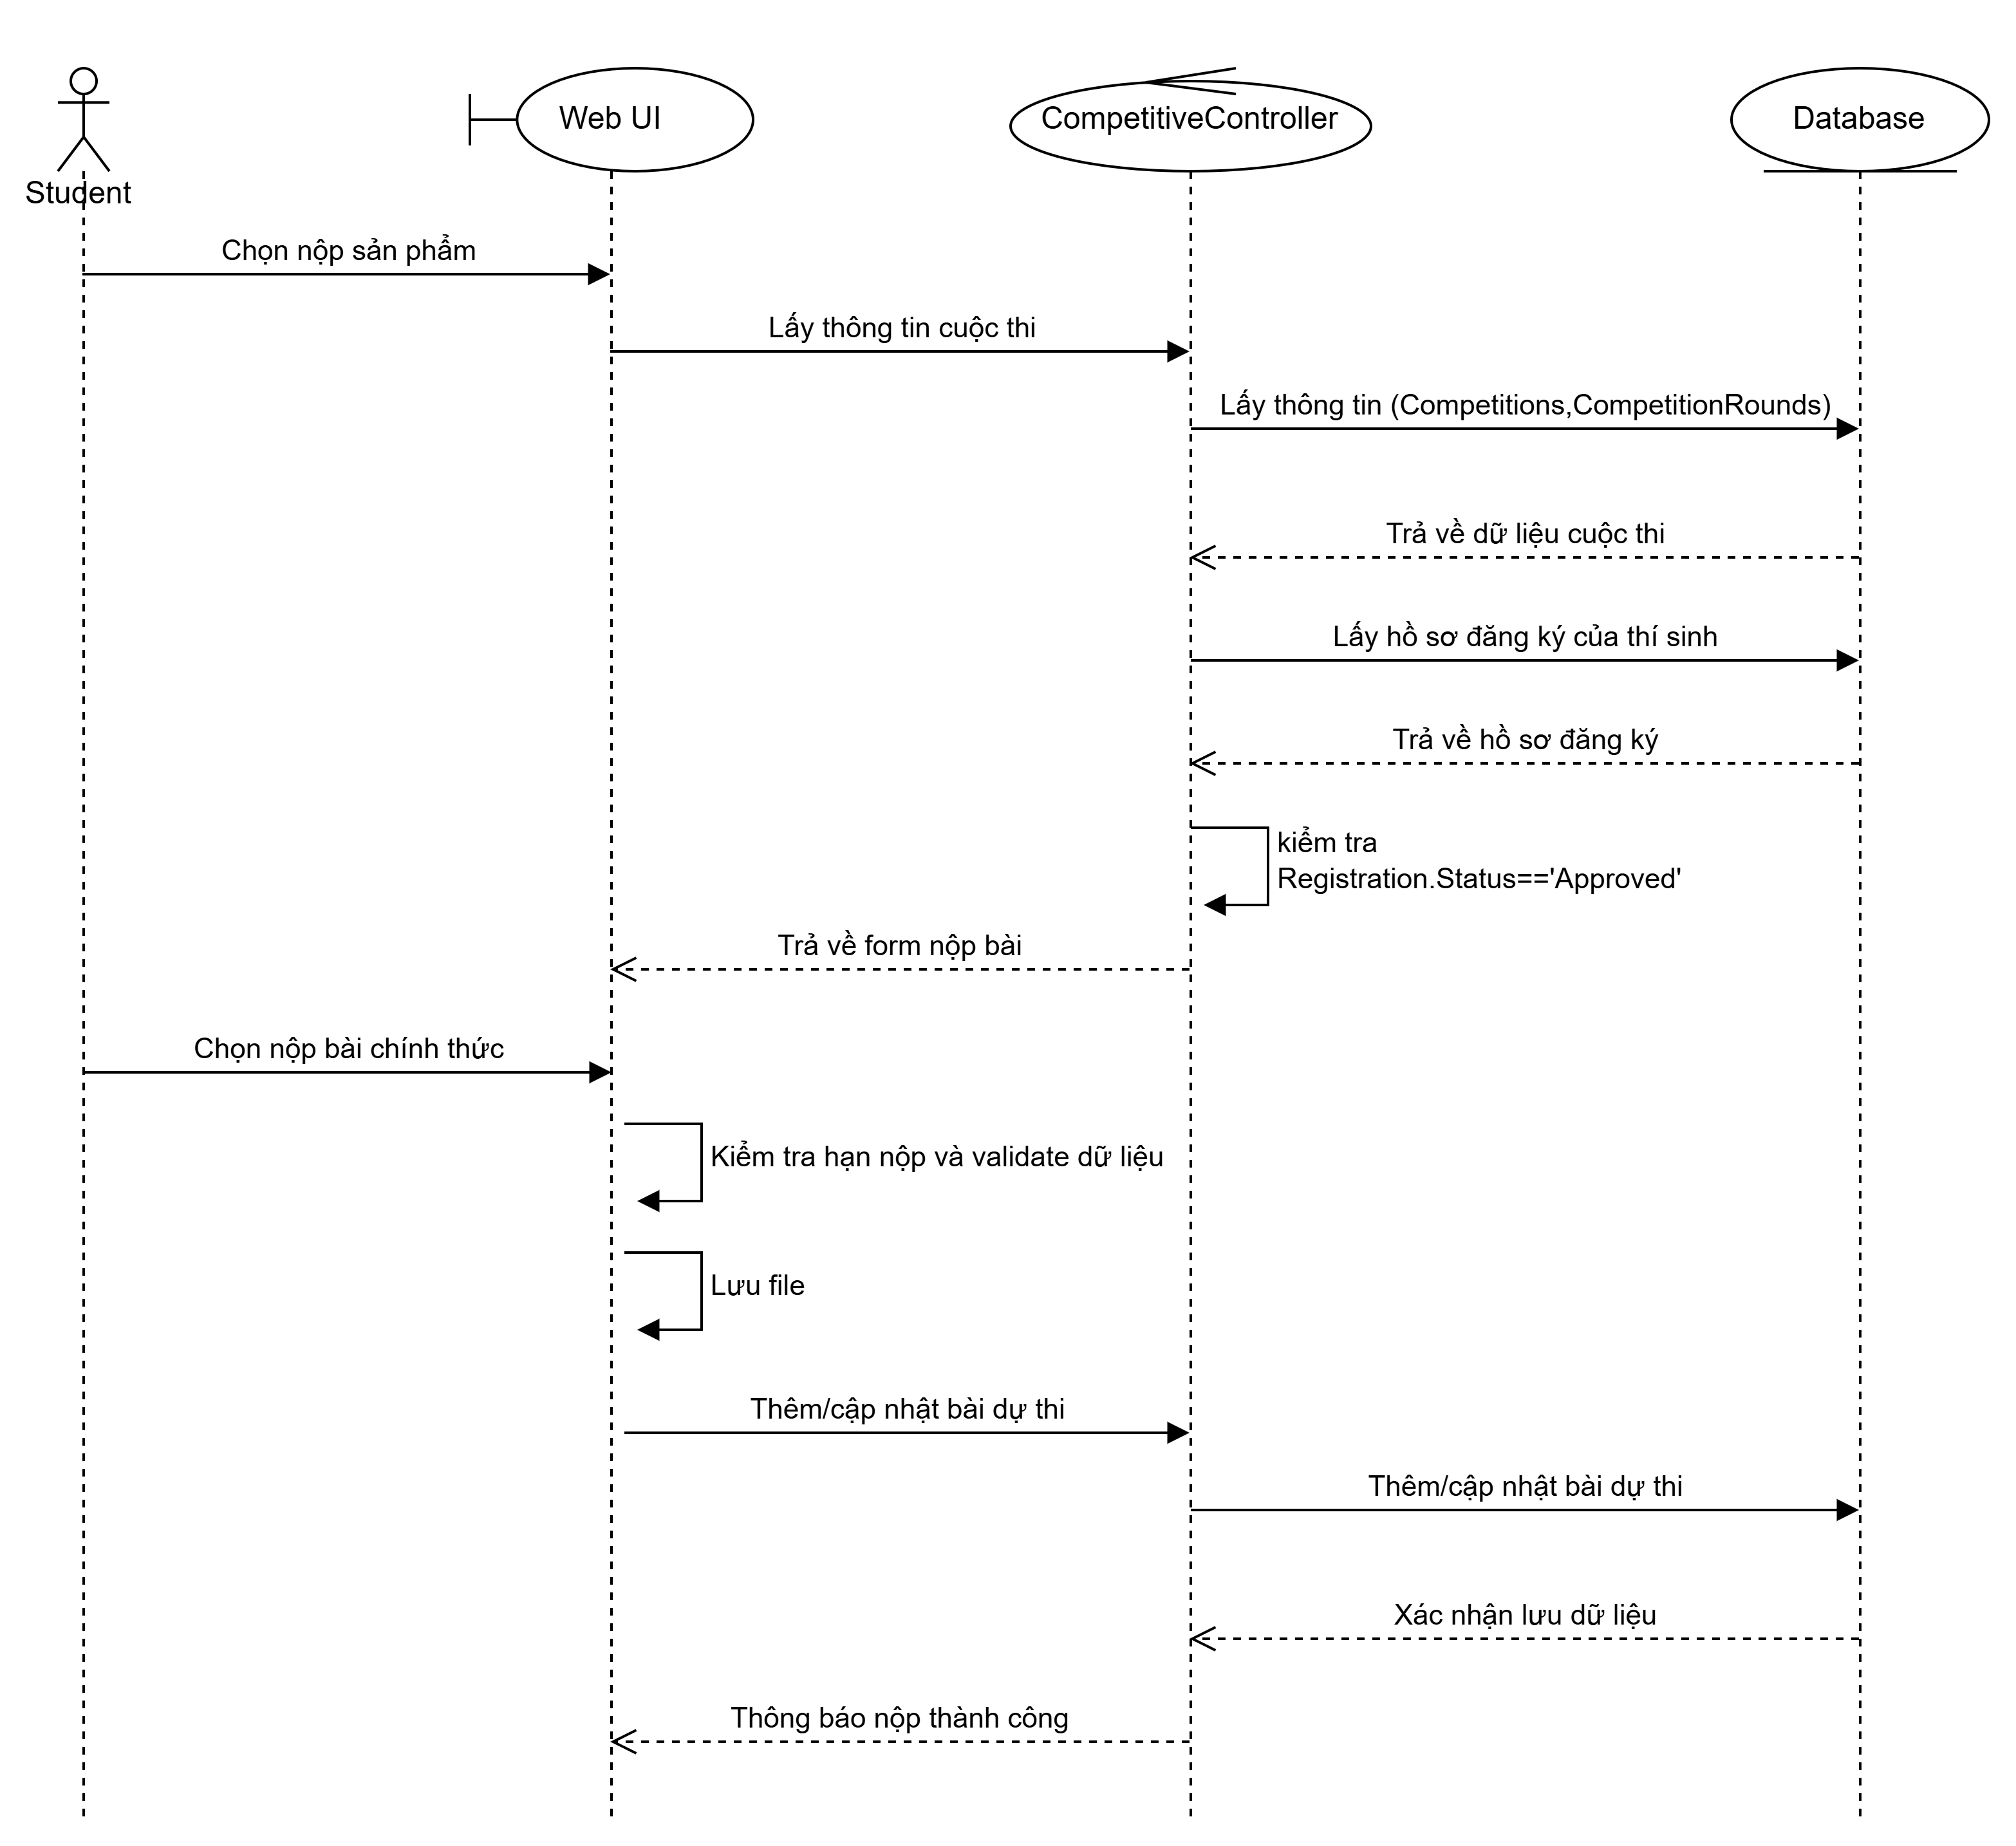 Student
Web UI
CompetitiveController
Database
Chọn nộp sản phẩm
Lấy thông tin cuộc thi
Lấy thông tin (Competitions,CompetitionRounds)
Trả về dữ liệu cuộc thi
Lấy hồ sơ đăng ký của thí sinh
Trả về hồ sơ đăng ký
kiểm tra
Registration.Status=='Approved'
Trả về form nộp bài
Chọn nộp bài chính thức
Kiểm tra hạn nộp và validate dữ liệu
Lưu file
Thêm/cập nhật bài dự thi
Thêm/cập nhật bài dự thi
Xác nhận lưu dữ liệu
Thông báo nộp thành công